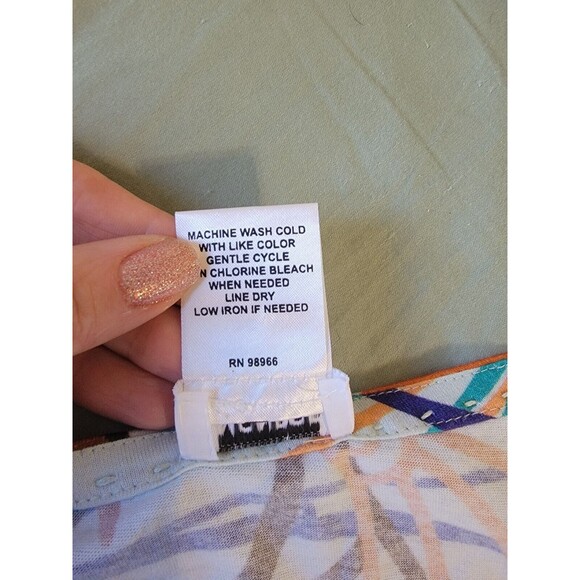 MACHINE WASH COLD
WITH LIKE COLOR
GENTLE CYCLE
CHLORINE BLEACH
WHEN NEEDED
LINE DRY
LOW IRON IF NEEDED
RN 98966